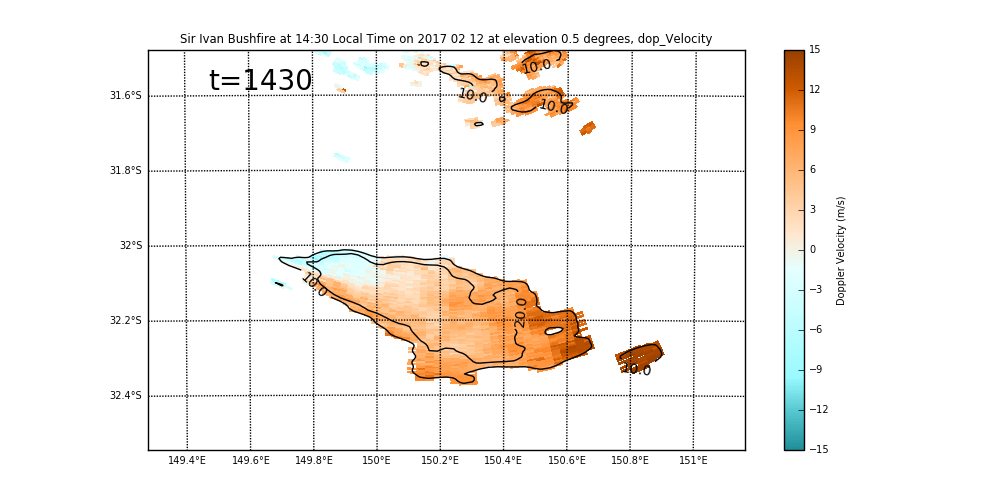 Sir Ivan Bushfire at 14:30 Local Time on 2017 02 12 at elevation 0.5 degrees, dop_Velocity
t=1430
10.0
10.0
10.0
10.0
20.0
10.0
31.6°S
31.8°S
32°S
32.2°S
32.4°S
149.4°E 149.6°E 149.8°E 150°E 150.2°E 150.4°E 150.6°E 150.8°E 151°E
15
12
9
6
3
0
−3
−6
−9
−12
−15
Doppler Velocity (m/s)